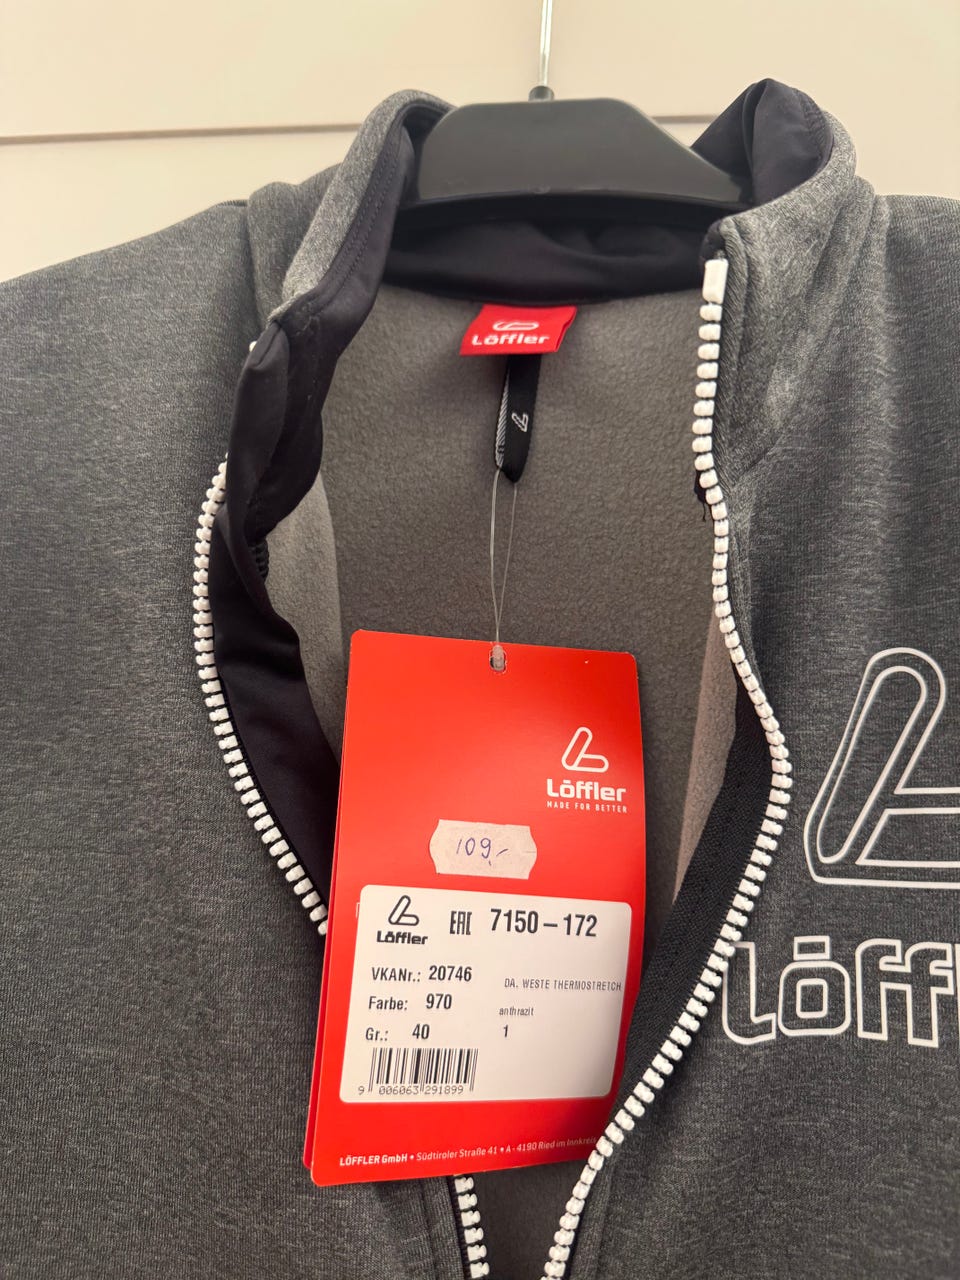 Löffler
Löffler
MADE FOR BETTER
109,-
Löffler
EAC 7150-172
VKANr.: 20746
DA. WESTE THERMOSTRETCH
Farbe: 970
anthrazit
Gr.: 40
1
9 006063 291899
LÖFFLER GmbH • Südtiroler Straße 41 • A - 4190 Ried im Innkreis
Löff